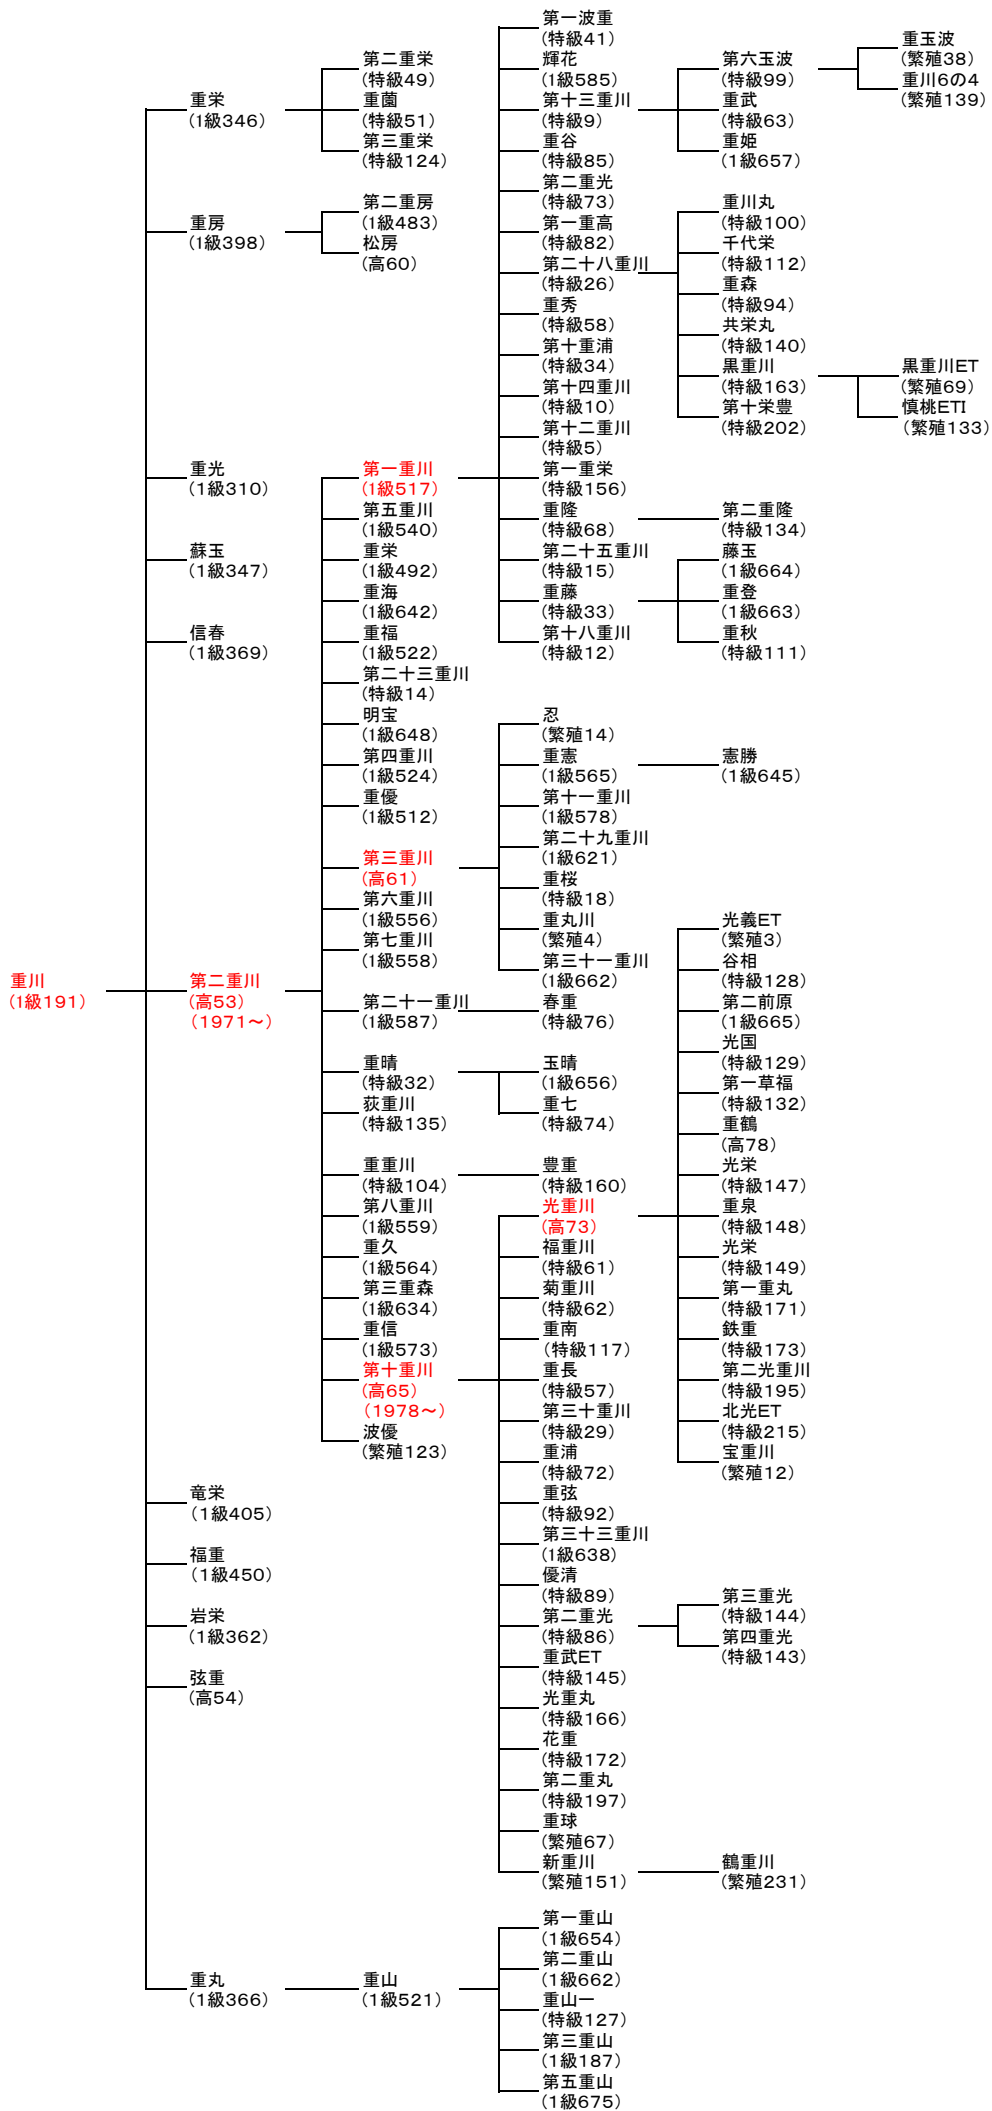 重川
(1級191)
重栄
(1級346)
第二重栄
(特級49)
重薗
(特級51)
第三重栄
(特級124)
重房
(1級398)
第二重房
(1級483)
松房
(高60)
重光
(1級310)
蘇玉
(1級347)
信春
(1級369)
第二重川
(高53)
(1971～)
第一重川
(1級517)
第一波重
(特級41)
輝花
(1級585)
第十三重川
(特級9)
第六玉波
(特級99)
重玉波
(繁殖38)
重川6の4
(繁殖139)
重武
(特級63)
重姫
(1級657)
重谷
(特級85)
第二重光
(特級73)
第一重高
(特級82)
第二十八重川
(特級26)
重川丸
(特級100)
千代栄
(特級112)
重森
(特級94)
共栄丸
(特級140)
黒重川
(特級163)
黒重川ET
(繁殖69)
慎桃ETI
(繁殖133)
第十栄豊
(特級202)
重秀
(特級58)
第十重浦
(特級34)
第十四重川
(特級10)
第十二重川
(特級5)
第一重栄
(特級156)
重隆
(特級68)
第二重隆
(特級134)
第二十五重川
(特級15)
重藤
(特級33)
藤玉
(1級664)
重登
(1級663)
重秋
(特級111)
第十八重川
(特級12)
第五重川
(1級540)
重栄
(1級492)
重海
(1級642)
重福
(1級522)
第二十三重川
(特級14)
明宝
(1級648)
第四重川
(1級524)
重優
(1級512)
第三重川
(高61)
忍
(繁殖14)
重憲
(1級565)
憲勝
(1級645)
第十一重川
(1級578)
第二十九重川
(1級621)
重桜
(特級18)
重丸川
(繁殖4)
第三十一重川
(1級662)
第六重川
(1級556)
第七重川
(1級558)
第二十一重川
(1級587)
春重
(特級76)
重晴
(特級32)
玉晴
(1級656)
重七
(特級74)
荻重川
(特級135)
重重川
(特級104)
豊重
(特級160)
第八重川
(1級559)
重久
(1級564)
第三重森
(1級634)
重信
(1級573)
第十重川
(高65)
(1978～)
光重川
(高73)
光義ET
(繁殖3)
谷相
(特級128)
第二前原
(1級665)
光国
(特級129)
第一草福
(特級132)
重鶴
(高78)
光栄
(特級147)
重泉
(特級148)
光栄
(特級149)
第一重丸
(特級171)
鉄重
(特級173)
第二光重川
(特級195)
北光ET
(特級215)
宝重川
(繁殖12)
福重川
(特級61)
菊重川
(特級62)
重南
(特級117)
重長
(特級57)
第三十重川
(特級29)
重浦
(特級72)
重弦
(特級92)
第三十三重川
(1級638)
優清
(特級89)
第二重光
(特級86)
第三重光
(特級144)
第四重光
(特級143)
重武ET
(特級145)
光重丸
(特級166)
花重
(特級172)
第二重丸
(特級197)
重球
(繁殖67)
新重川
(繁殖151)
鶴重川
(繁殖231)
波優
(繁殖123)
竜栄
(1級405)
福重
(1級450)
岩栄
(1級362)
弦重
(高54)
重丸
(1級366)
重山
(1級521)
第一重山
(1級654)
第二重山
(1級662)
重山一
(特級127)
第三重山
(1級187)
第五重山
(1級675)